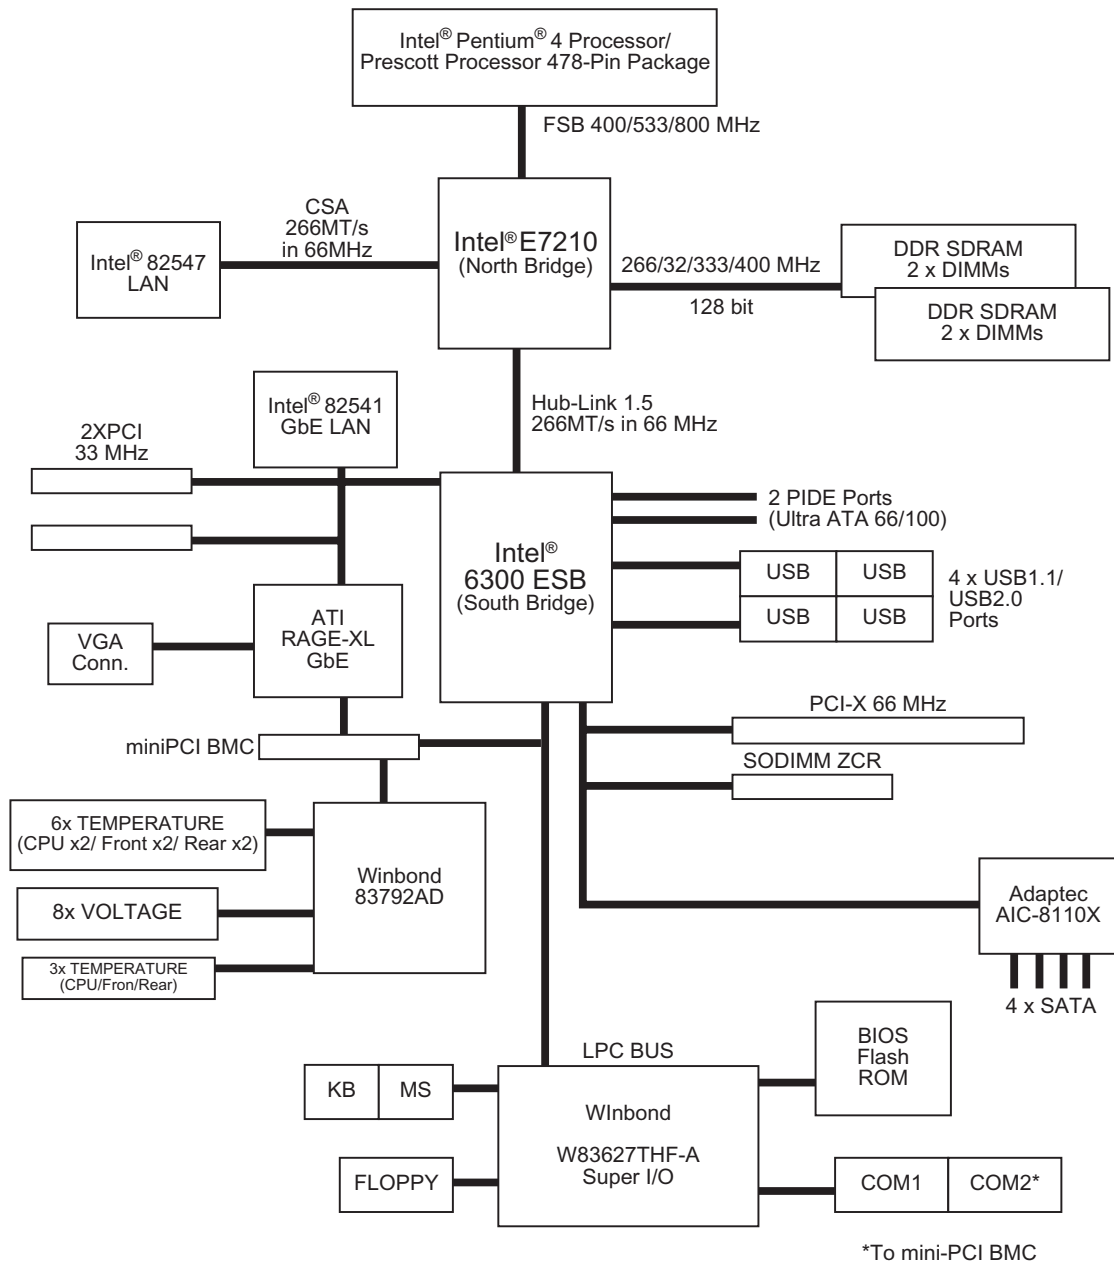 Intel® Pentium® 4 Processor/
Prescott Processor 478-Pin Package
FSB 400/533/800 MHz
CSA
266MT/s
in 66MHz
Intel® 82547
LAN
Intel® E7210
(North Bridge)
266/32/333/400 MHz
128 bit
DDR SDRAM
2 x DIMMs
DDR SDRAM
2 x DIMMs
Intel® 82541
GbE LAN
Hub-Link 1.5
266MT/s in 66 MHz
2XPCI
33 MHz
2 PIDE Ports
(Ultra ATA 66/100)
Intel®
6300 ESB
(South Bridge)
USB
USB
USB
USB
4 x USB1.1/
USB2.0
Ports
ATI
RAGE-XL
GbE
VGA
Conn.
PCI-X 66 MHz
miniPCI BMC
SODIMM ZCR
6x TEMPERATURE
(CPU x2/ Front x2/ Rear x2)
Winbond
83792AD
8x VOLTAGE
3x TEMPERATURE
(CPU/Fron/Rear)
Adaptec
AIC-8110X
4 x SATA
LPC BUS
BIOS
Flash
ROM
KB
MS
WInbond
W83627THF-A
Super I/O
FLOPPY
COM1
COM2*
*To mini-PCI BMC